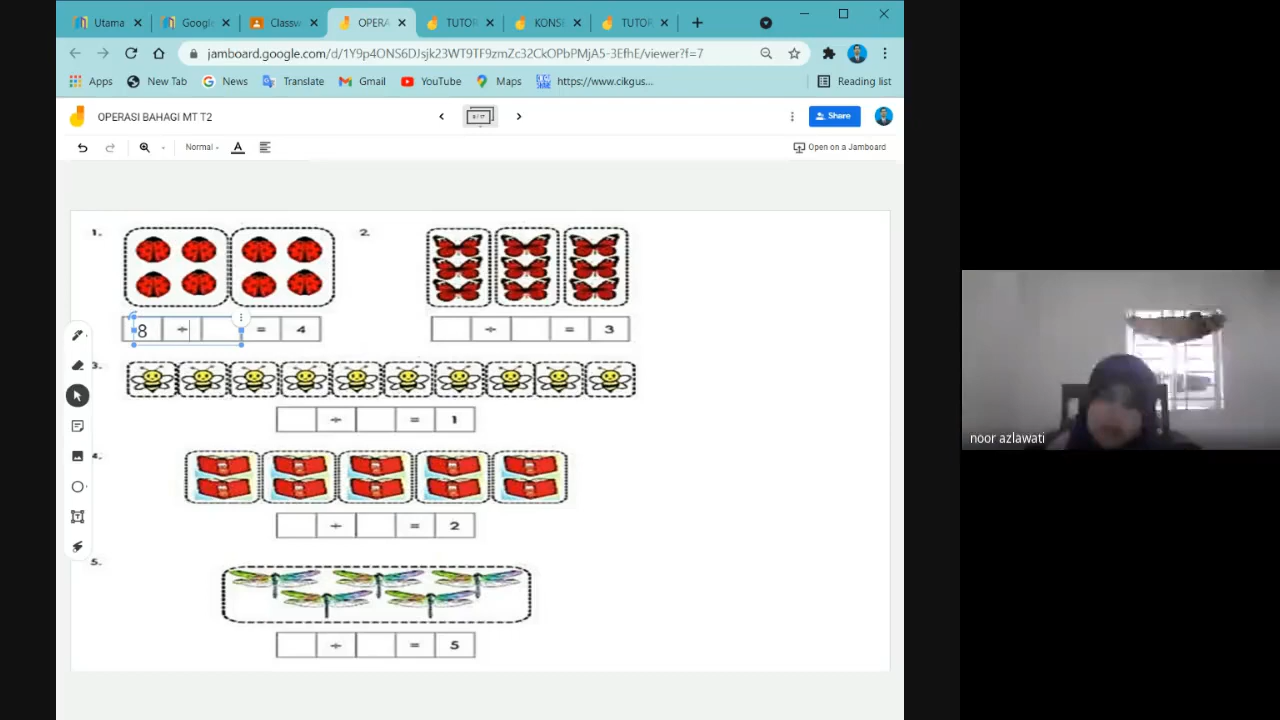 Utama
Google
Classw
OPERA
TUTOR
KONSE
TUTOR
jamboard.google.com/d/1Y9p4ONS6DJsjk23WT9TF9zmZc32CkOPbPMjA5-3EfhE/viewer?f=7
Apps New Tab News Translate Gmail YouTube Maps https://www.cikgus... Reading list
OPERASI BAHAGI MT T2
Share
Normal
Open on a Jamboard
1.
2.
8 ÷ = 4
÷ = 3
3.
÷ = 1
4.
÷ = 2
5.
÷ = 5
noor azlawati